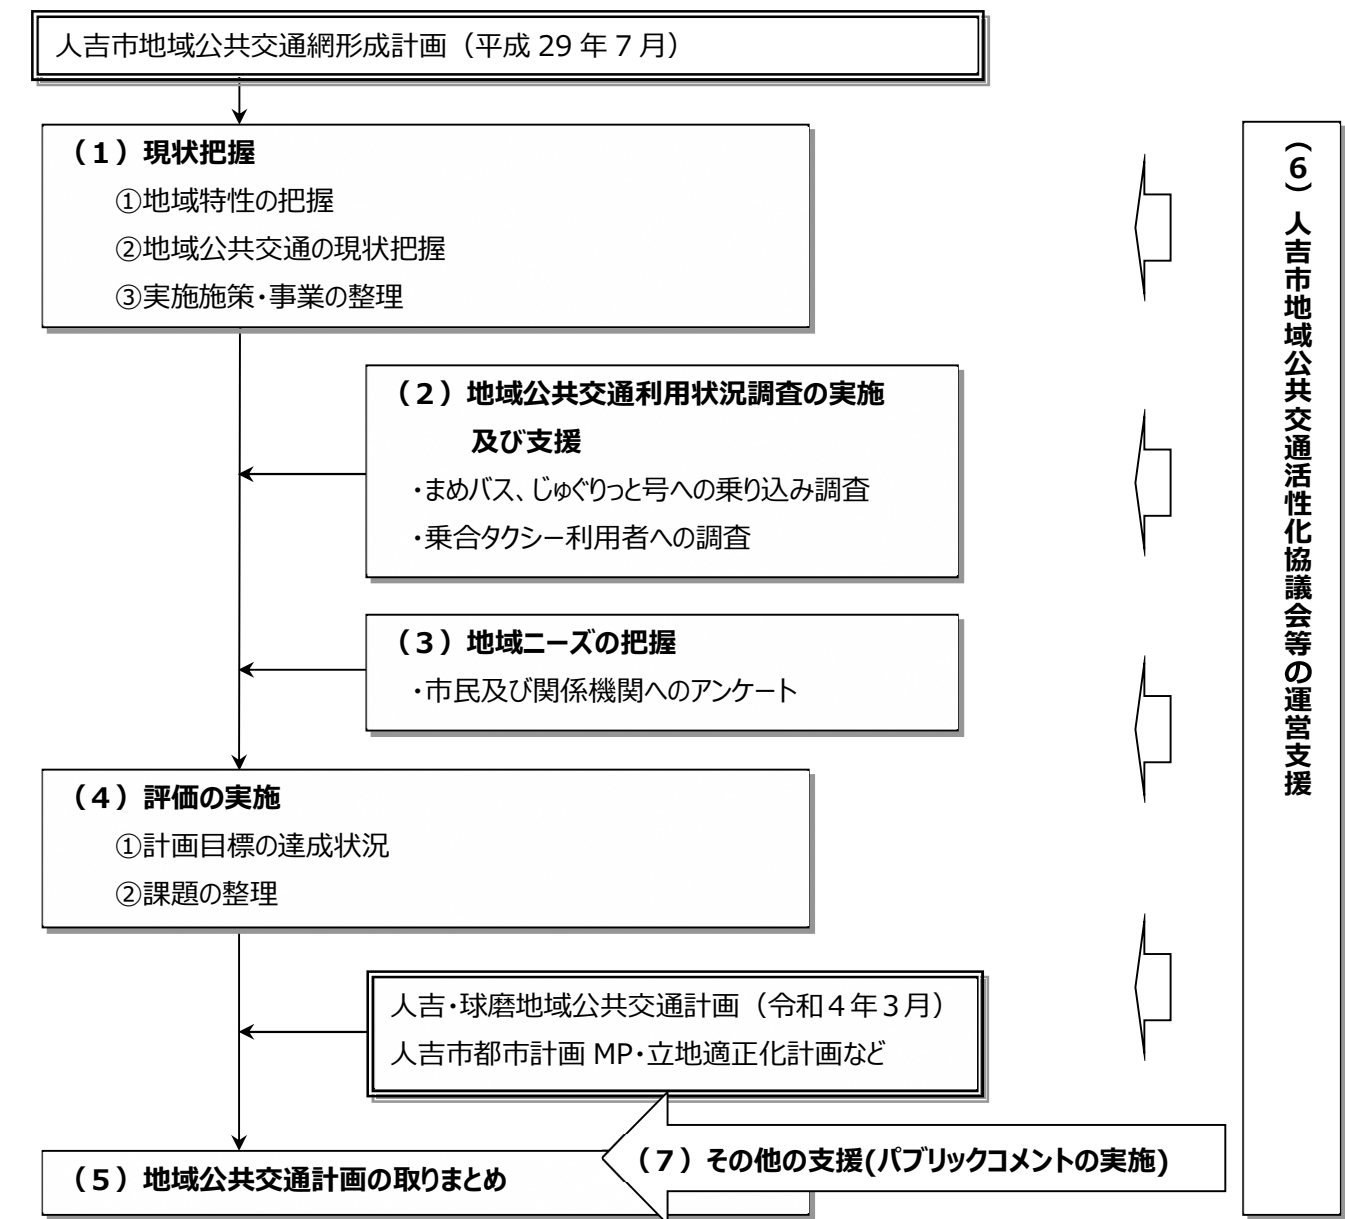 人吉市地域公共交通網形成計画（平成 29 年 7 月）
（1）現状把握
①地域特性の把握
②地域公共交通の現状把握
③実施施策・事業の整理
（2）地域公共交通利用状況調査の実施
及び支援
・まめバス、じゅぐりっと号への乗り込み調査
・乗合タクシー利用者への調査
（3）地域ニーズの把握
・市民及び関係機関へのアンケート
（4）評価の実施
①計画目標の達成状況
②課題の整理
人吉・球磨地域公共交通計画（令和４年３月）
人吉市都市計画 MP・立地適正化計画など
（7）その他の支援(パブリックコメントの実施)
（5）地域公共交通計画の取りまとめ
（6）人吉市地域公共交通活性化協議会等の運営支援